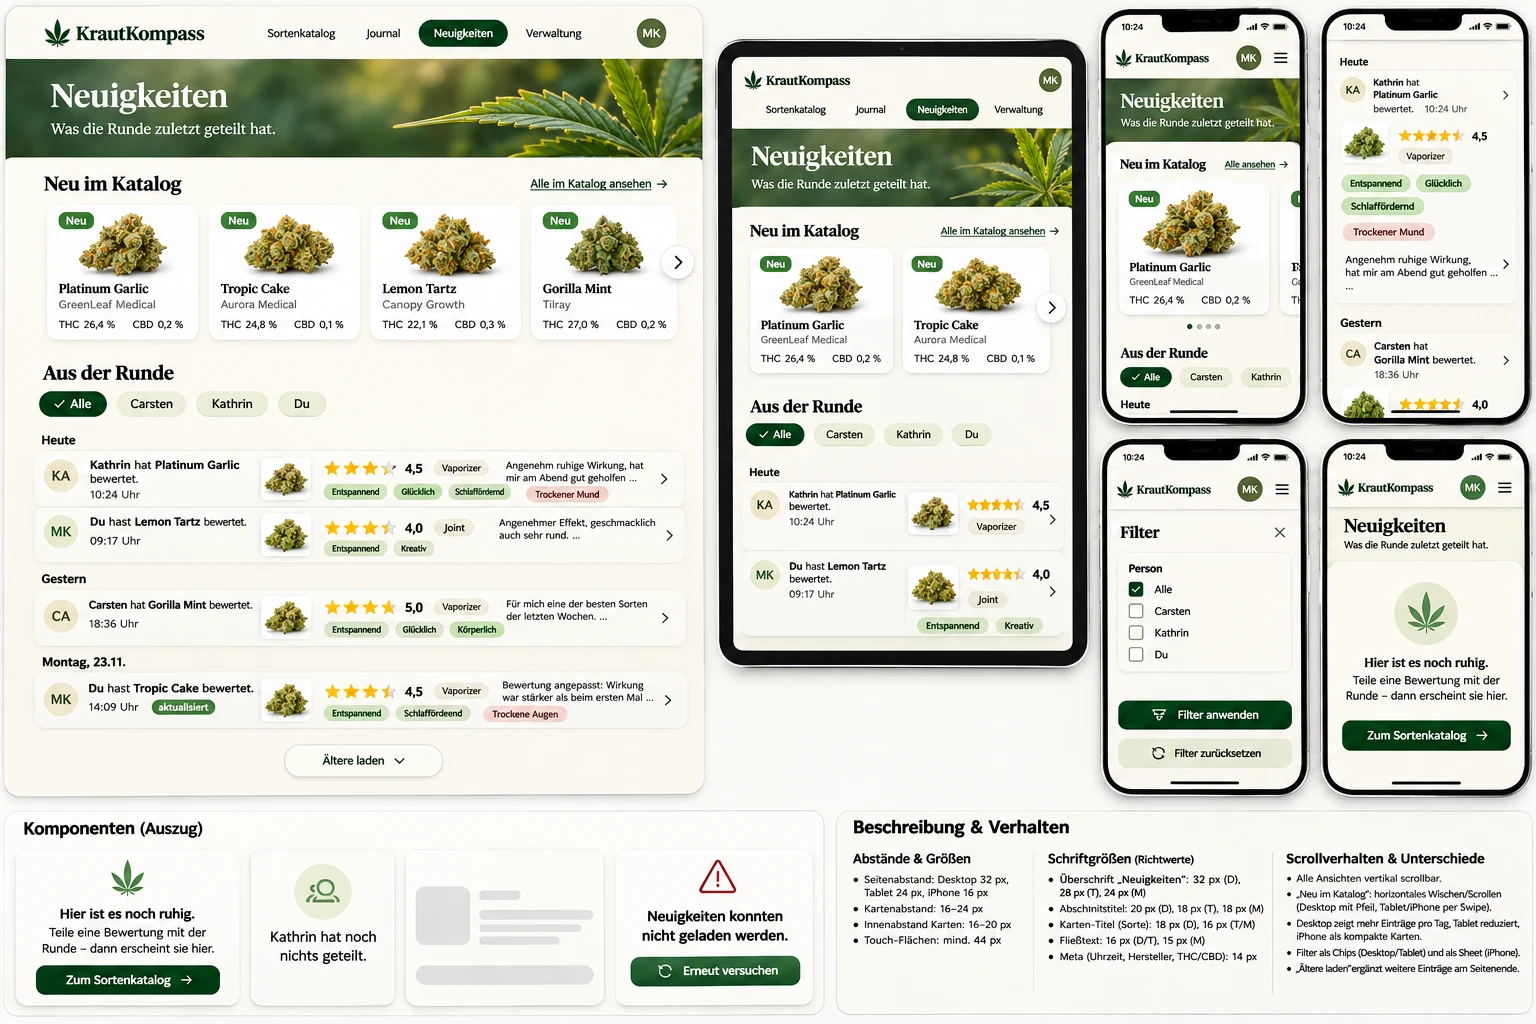 KrautKompass
Sortenkatalog
Journal
Neuigkeiten
Verwaltung
MK
Neuigkeiten
Was die Runde zuletzt geteilt hat.
Neu im Katalog
Alle im Katalog ansehen →
Neu
Platinum Garlic
GreenLeaf Medical
THC 26,4 % CBD 0,2 %
Neu
Tropic Cake
Aurora Medical
THC 24,8 % CBD 0,1 %
Neu
Lemon Tartz
Canopy Growth
THC 22,1 % CBD 0,3 %
Neu
Gorilla Mint
Tilray
THC 27,0 % CBD 0,2 %
Aus der Runde
✓ Alle
Carsten
Kathrin
Du
Heute
KA
Kathrin hat Platinum Garlic
bewertet.
10:24 Uhr
4,5
Vaporizer
Entspannend
Glücklich
Schlaffördernd
Trockener Mund
Angenehm ruhige Wirkung, hat
mir am Abend gut geholfen ...
MK
Du hast Lemon Tartz bewertet.
09:17 Uhr
4,0
Joint
Entspannend
Kreativ
Angenehmer Effekt, geschmacklich
auch sehr rund. ...
Gestern
CA
Carsten hat Gorilla Mint bewertet.
18:36 Uhr
5,0
Vaporizer
Entspannend
Glücklich
Körperlich
Für mich eine der besten Sorten
der letzten Wochen. ...
Montag, 23.11.
MK
Du hast Tropic Cake bewertet.
14:09 Uhr
aktualisiert
4,5
Vaporizer
Entspannend
Schlaffördeend
Trockene Augen
Bewertung angepasst: Wirkung
war stärker als beim ersten Mal ...
Ältere laden
KrautKompass
MK
Sortenkatalog
Journal
Neuigkeiten
Verwaltung
Neuigkeiten
Was die Runde zuletzt geteilt hat.
Neu im Katalog
Alle im Katalog ansehen →
Neu
Platinum Garlic
GreenLeaf Medical
THC 26,4 % CBD 0,2 %
Neu
Tropic Cake
Aurora Medical
THC 24,8 % CBD 0,1 %
Aus der Runde
✓ Alle
Carsten
Kathrin
Du
Heute
KA
Kathrin hat Platinum Garlic
bewertet.
10:24 Uhr
4,5
Vaporizer
MK
Du hast Lemon Tartz
bewertet.
09:17 Uhr
4,0
Joint
Entspannend
Kreativ
10:24
KrautKompass
MK
Neuigkeiten
Was die Runde zuletzt geteilt hat.
Neu im Katalog
Alle ansehen →
Neu
Platinum Garlic
GreenLeaf Medical
THC 26,4 % CBD 0,2 %
Aus der Runde
✓ Alle
Carsten
Kathrin
Heute
10:24
Heute
KA
Kathrin hat
Platinum Garlic
bewertet. 10:24 Uhr
4,5
Vaporizer
Entspannend
Glücklich
Schlaffördernd
Trockener Mund
Angenehm ruhige Wirkung,
hat mir am Abend gut geholfen ...
...
Gestern
CA
Carsten hat
Gorilla Mint bewertet.
18:36 Uhr
4,0
10:24
KrautKompass
MK
Filter
Person
Alle
Carsten
Kathrin
Du
Filter anwenden
Filter zurücksetzen
10:24
KrautKompass
MK
Neuigkeiten
Was die Runde zuletzt geteilt hat.
Hier ist es noch ruhig.
Teile eine Bewertung mit der
Runde – dann erscheint sie hier.
Zum Sortenkatalog →
Komponenten (Auszug)
Hier ist es noch ruhig.
Teile eine Bewertung mit der
Runde – dann erscheint sie hier.
Zum Sortenkatalog →
Kathrin hat noch
nichts geteilt.
Neuigkeiten konnten
nicht geladen werden.
Erneut versuchen
Beschreibung & Verhalten
Abstände & Größen
• Seitenabstand: Desktop 32 px,
Tablet 24 px, iPhone 16 px
• Kartenabstand: 16–24 px
• Innenabstand Karten: 16–20 px
• Touch-Flächen: mind. 44 px
Schriftgrößen (Richtwerte)
• Überschrift „Neuigkeiten“: 32 px (D),
28 px (T), 24 px (M)
• Abschnitstitel: 20 px (D), 18 px (T), 18 px (M)
• Karten-Titel (Sorte): 18 px (D), 16 px (T/M)
• Fließtext: 16 px (D/T), 15 px (M)
• Meta (Uhrzeit, Hersteller, THC/CBD): 14 px
Scrollverhalten & Unterschiede
• Alle Ansichten vertikal scrollbar.
• „Neu im Katalog“: horizontales Wischen/Scrollen
(Desktop mit Pfeil, Tablet/iPhone per Swipe).
• Desktop zeigt mehr Einträge pro Tag, Tablet reduziert,
iPhone als kompakte Karten.
• Filter als Chips (Desktop/Tablet) und als Sheet (iPhone).
• „Ältere laden“ergänzt weitere Einträge am Seitenende.